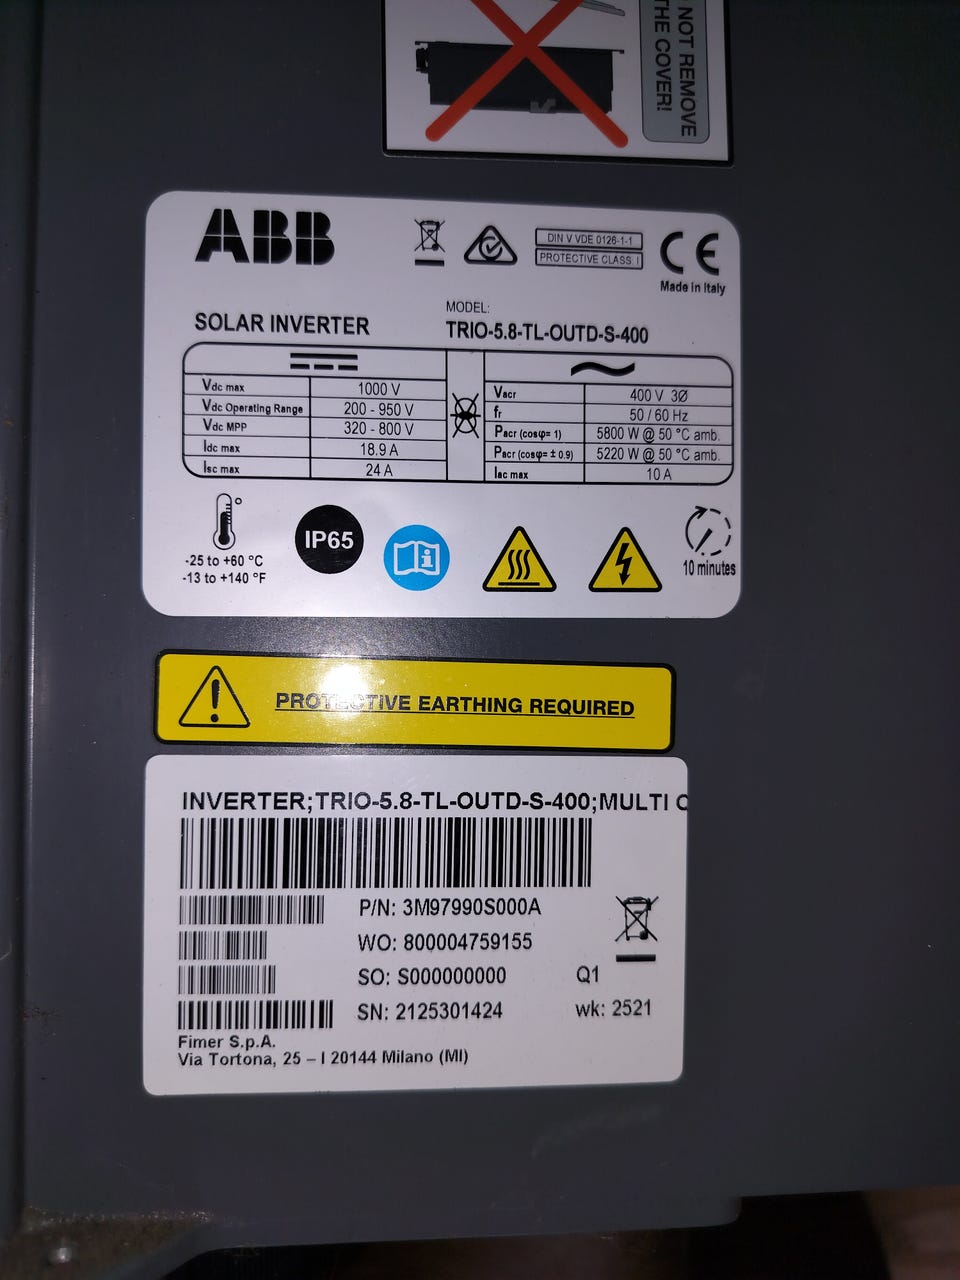 NOT REMOVE
THE COVER!
ABB
DIN V VDE 0126-1-1
PROTECTIVE CLASS I
CE
Made in Italy
SOLAR INVERTER
MODEL:
TRIO-5.8-TL-OUTD-S-400
Vdc max 1000 V
Vdc Operating Range 200 - 950 V
Vdc MPP 320 - 800 V
Idc max 18.9 A
Isc max 24 A
Vacr 400 V 3Ø
fr 50 / 60 Hz
Pacr (cosφ= 1) 5800 W @ 50 °C amb.
Pacr (cosφ= ± 0.9) 5220 W @ 50 °C amb.
Iac max 10 A
-25 to +60 °C
-13 to +140 °F
IP65
10 minutes
PROTECTIVE EARTHING REQUIRED
INVERTER;TRIO-5.8-TL-OUTD-S-400;MULTI C
P/N: 3M97990S000A
WO: 800004759155
SO: S000000000 Q1
SN: 2125301424 wk: 2521
Fimer S.p.A.
Via Tortona, 25 – I 20144 Milano (MI)